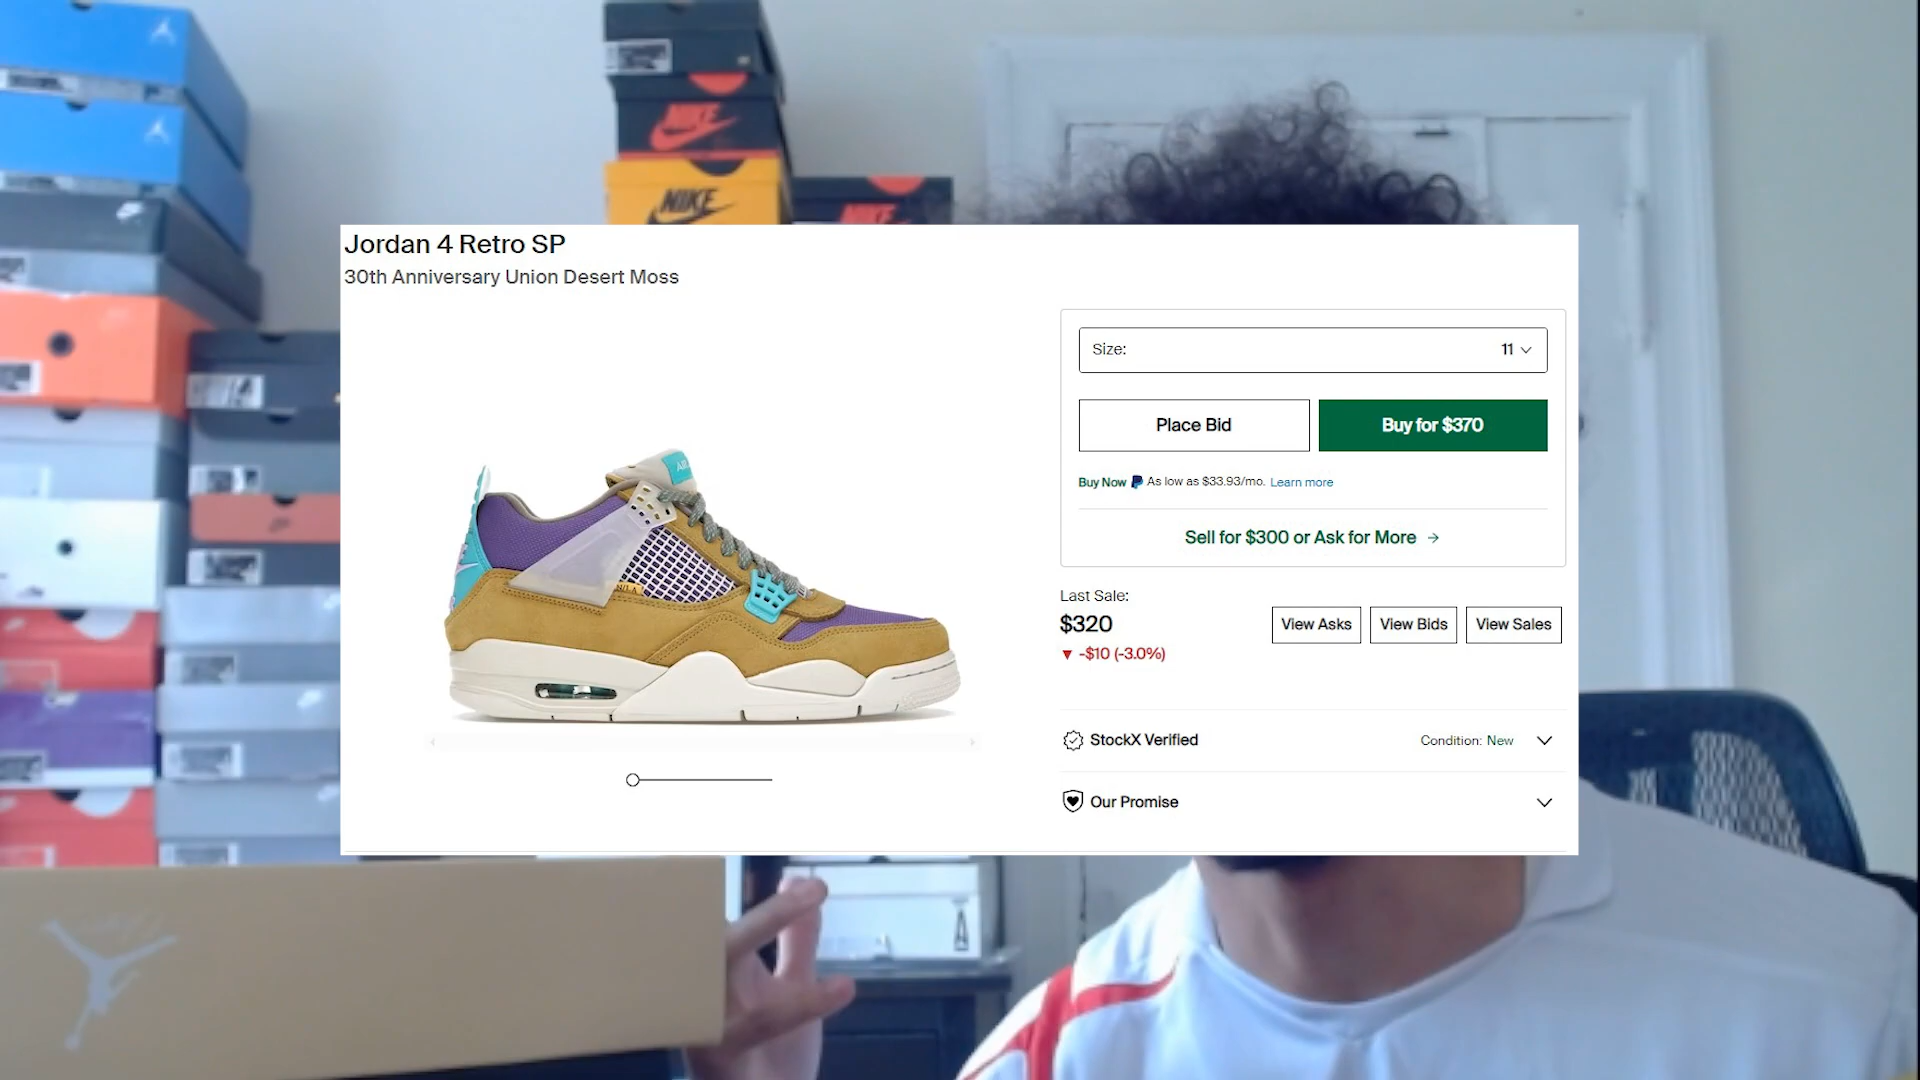 NIKE
NIKE
NIKE
Jordan 4 Retro SP
30th Anniversary Union Desert Moss
Size: 11
Place Bid
Buy for $370
Buy Now As low as $33.93/mo. Learn more
Sell for $300 or Ask for More →
Last Sale:
$320
▼ -$10 (-3.0%)
View Asks
View Bids
View Sales
StockX Verified
Condition: New
Our Promise